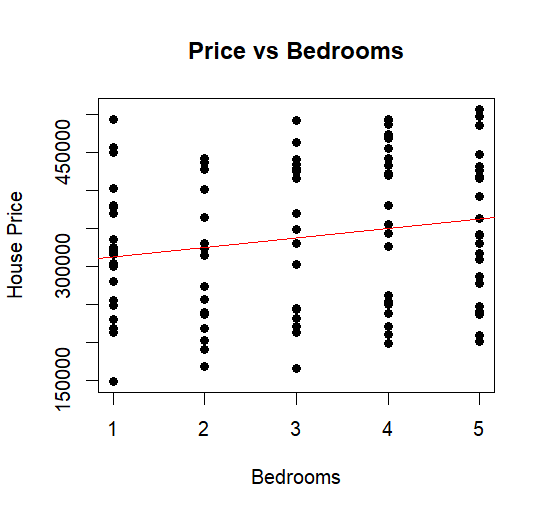 Price vs Bedrooms
House Price
450000
300000
150000
1 2 3 4 5
Bedrooms